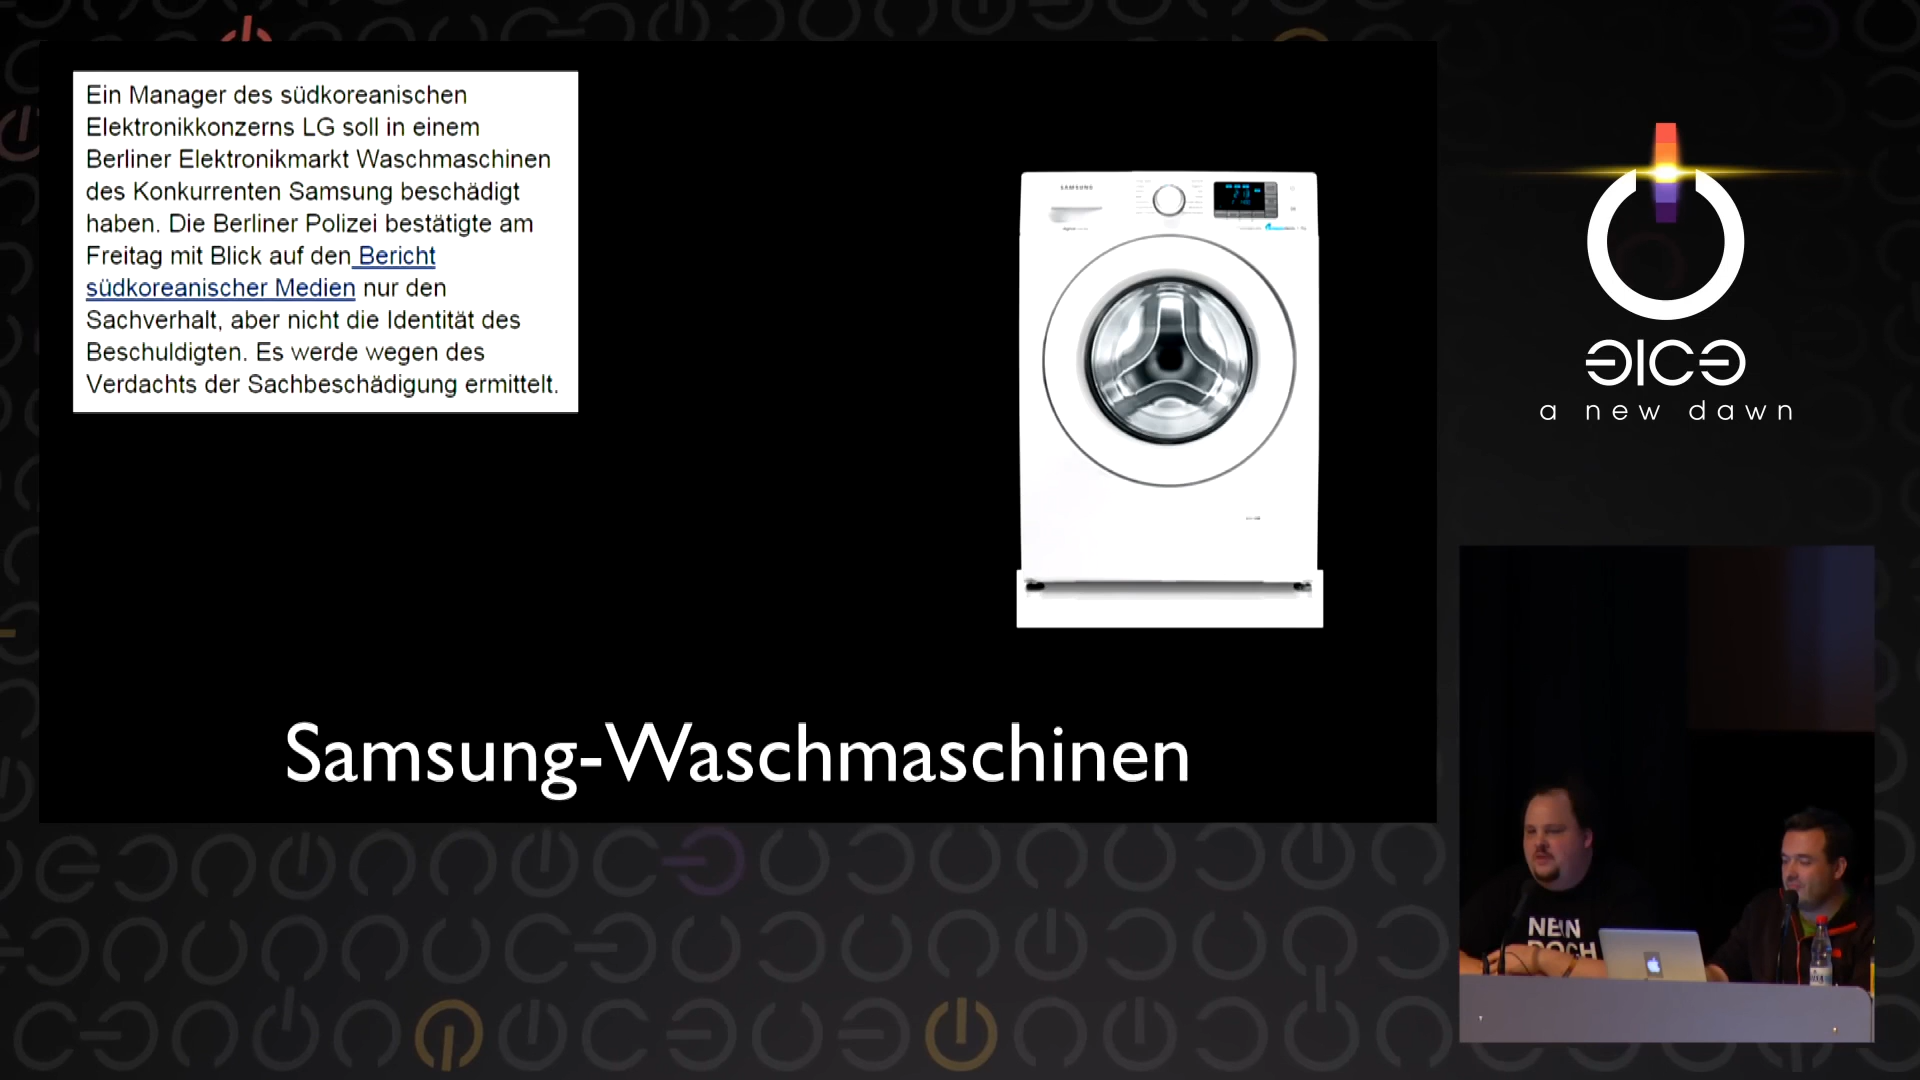 Ein Manager des südkoreanischen
Elektronikkonzerns LG soll in einem
Berliner Elektronikmarkt Waschmaschinen
des Konkurrenten Samsung beschädigt
haben. Die Berliner Polizei bestätigte am
Freitag mit Blick auf den Bericht
südkoreanischer Medien nur den
Sachverhalt, aber nicht die Identität des
Beschuldigten. Es werde wegen des
Verdachts der Sachbeschädigung ermittelt.
SAMSUNG
Samsung-Waschmaschinen
a new dawn
NEIN
DOCH